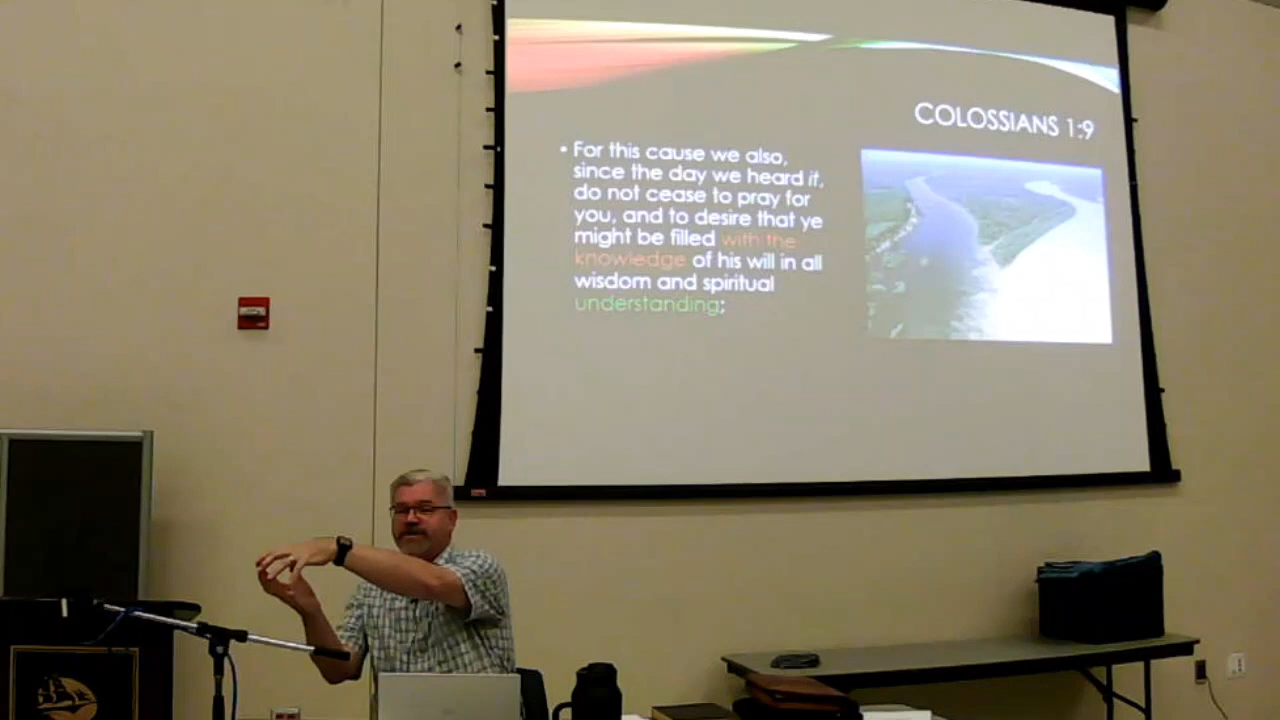 COLOSSIANS 1:9
• For this cause we also,
since the day we heard it,
do not cease to pray for
you, and to desire that ye
might be filled with the
knowledge of his will in all
wisdom and spiritual
understanding;